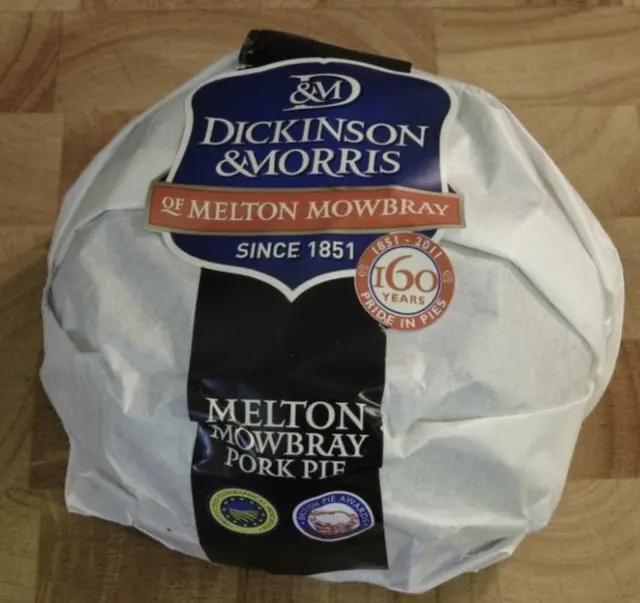 D&M
DICKINSON
&MORRIS
OF MELTON MOWBRAY
SINCE 1851
1851 - 2011
160
YEARS
PRIDE IN PIES
MELTON
MOWBRAY
PORK PIE
BRITISH PIE AWARDS